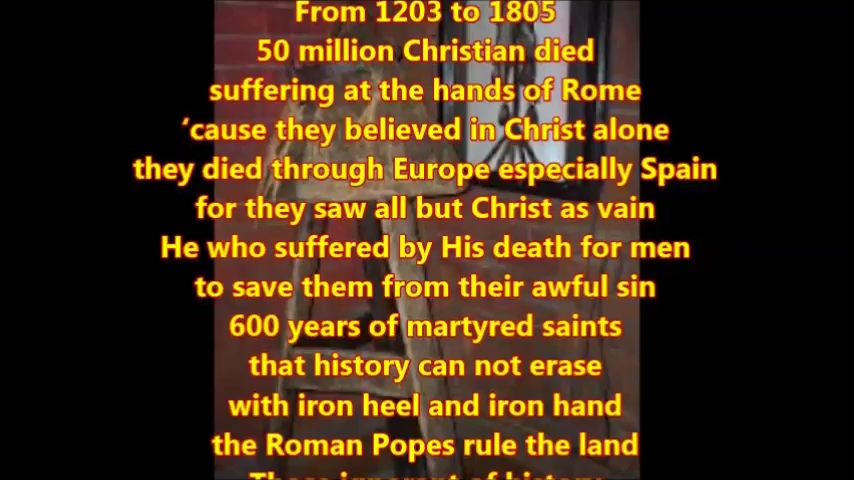 From 1203 to 1805
50 million Christian died
suffering at the hands of Rome
‘cause they believed in Christ alone
they died through Europe especially Spain
for they saw all but Christ as vain
He who suffered by His death for men
to save them from their awful sin
600 years of martyred saints
that history can not erase
with iron heel and iron hand
the Roman Popes rule the land